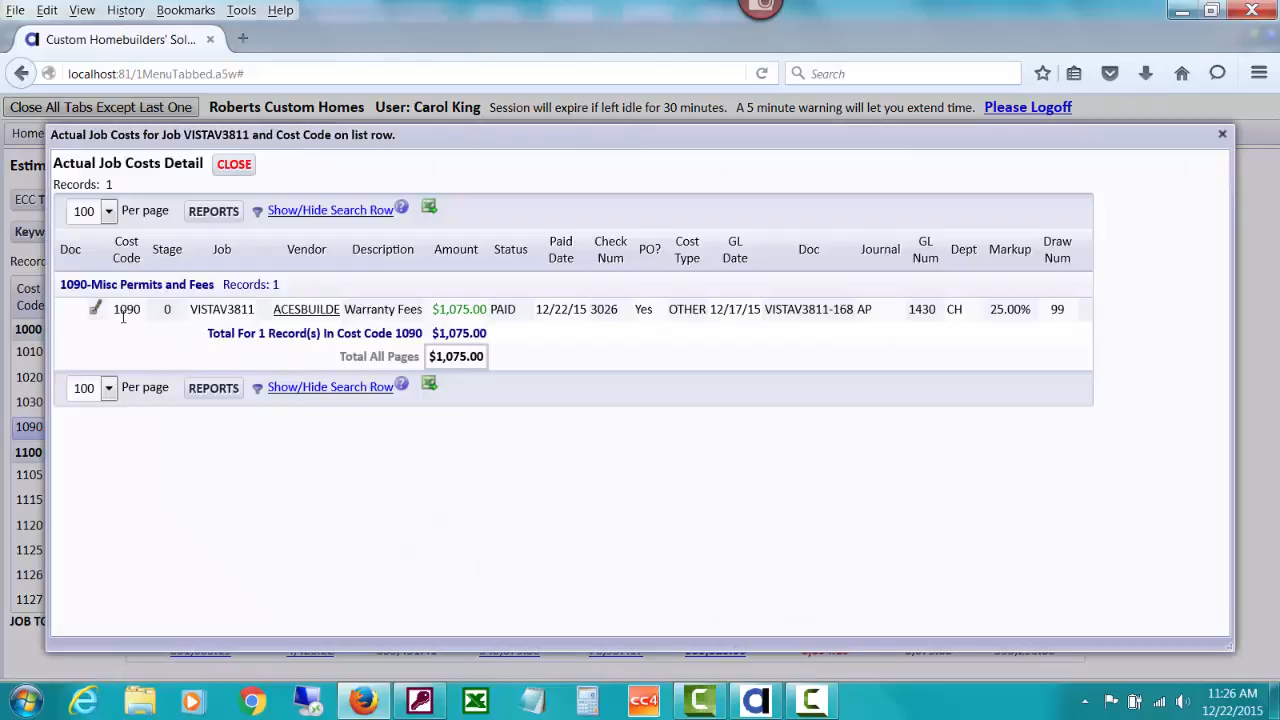 File Edit View History Bookmarks Tools Help
Custom Homebuilders' Sol... × +
localhost:81/1MenuTabbed.a5w# Search
Close All Tabs Except Last One Roberts Custom Homes User: Carol King Session will expire if left idle for 30 minutes. A 5 minute warning will let you extend time. Please Logoff
Home
Actual Job Costs for Job VISTAV3811 and Cost Code on list row.
Estim
Actual Job Costs Detail CLOSE
Records: 1
ECC T
100 Per page REPORTS Show/Hide Search Row
Keyw
Record
Doc Cost Code Stage Job Vendor Description Amount Status Paid Date Check Num PO? Cost Type GL Date Doc Journal GL Num Dept Markup Draw Num
1090-Misc Permits and Fees Records: 1
1090 0 VISTAV3811 ACESBUILDE Warranty Fees $1,075.00 PAID 12/22/15 3026 Yes OTHER 12/17/15 VISTAV3811-168 AP 1430 CH 25.00% 99
Total For 1 Record(s) In Cost Code 1090 $1,075.00
Total All Pages $1,075.00
100 Per page REPORTS Show/Hide Search Row
Cost
Code
1000
1010
1020
1030
1090
1100
1105
1115
1120
1125
1126
1127
JOB TO
CC4
11:26 AM
12/22/2015